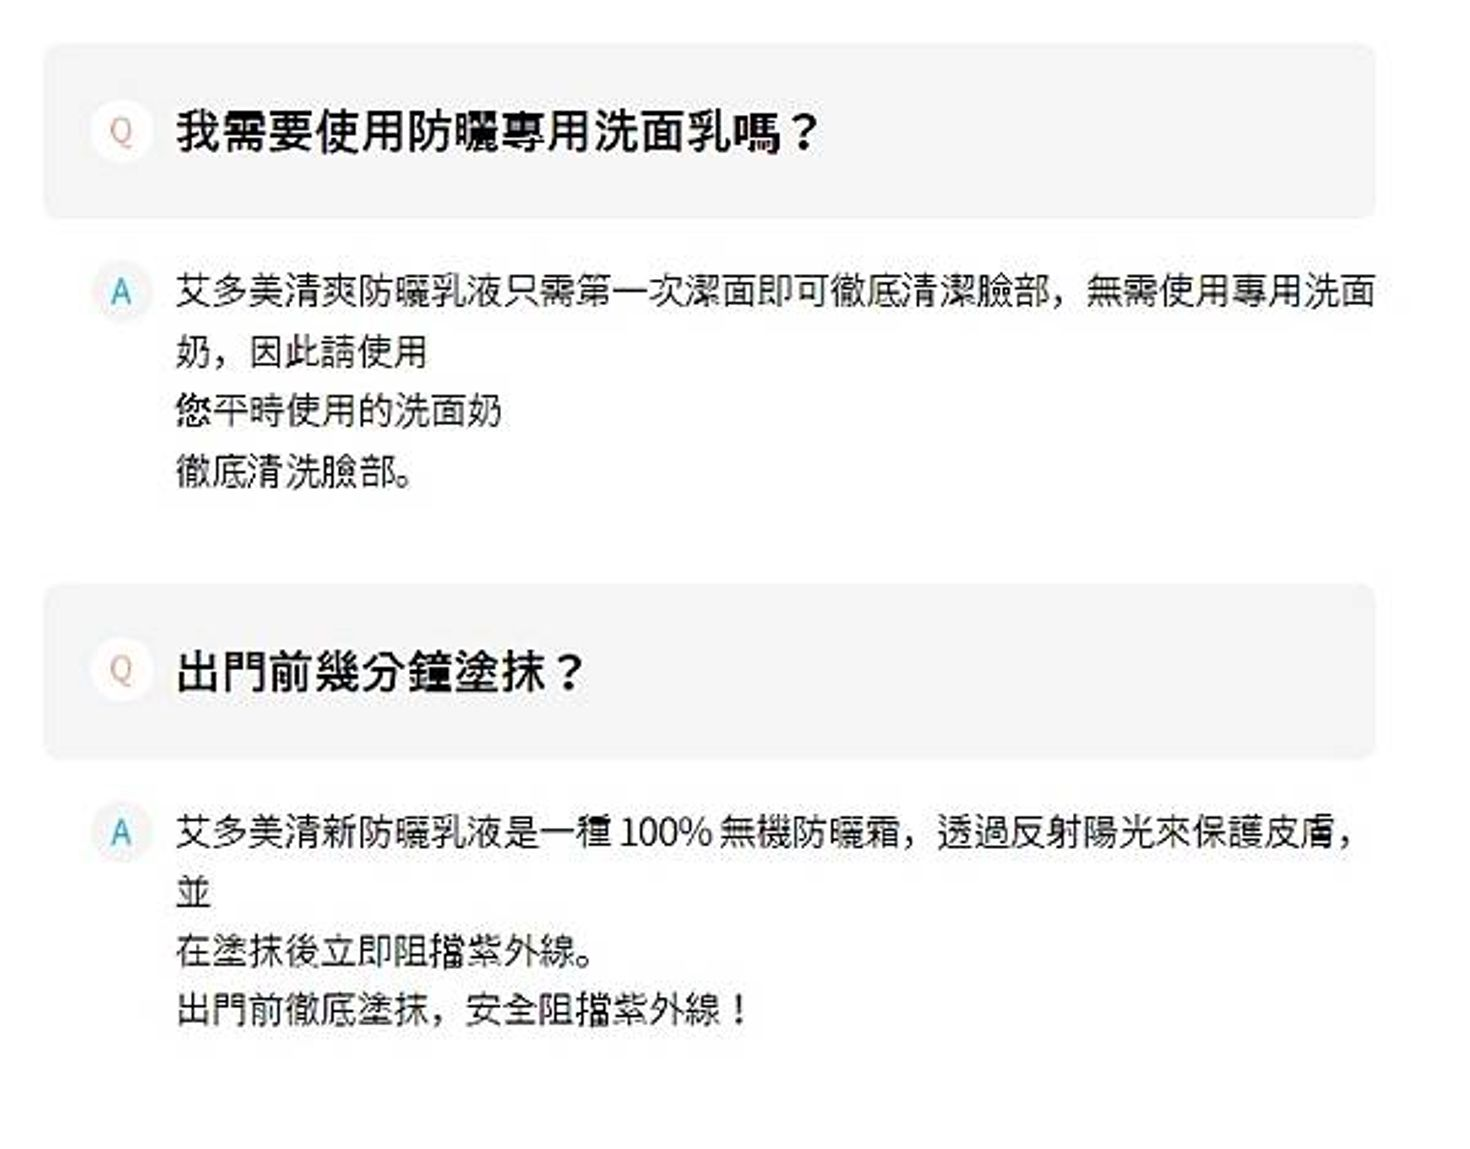 Q 我需要使用防曬專用洗面乳嗎？
A 艾多美清爽防曬乳液只需第一次潔面即可徹底清潔臉部，無需使用專用洗面
奶，因此請使用
您平時使用的洗面奶
徹底清洗臉部。
Q 出門前幾分鐘塗抹？
A 艾多美清新防曬乳液是一種 100% 無機防曬霜，透過反射陽光來保護皮膚，
並
在塗抹後立即阻擋紫外線。
出門前徹底塗抹，安全阻擋紫外線！